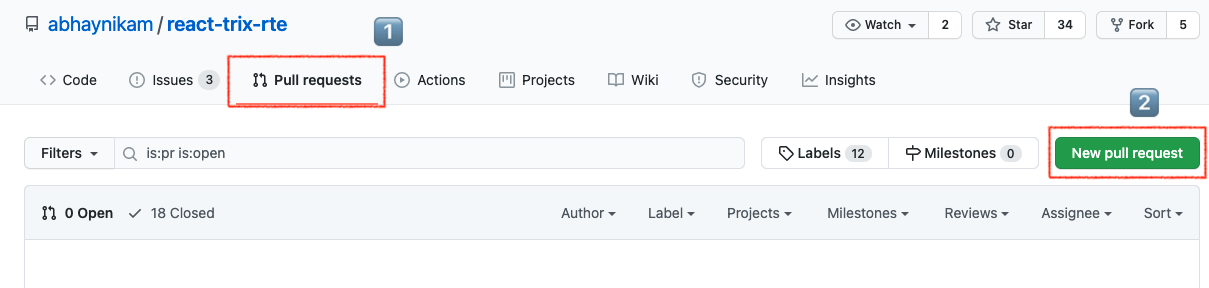 abhaynikam / react-trix-rte
Watch 2 Star 34 Fork 5
1
Code Issues 3 Pull requests Actions Projects Wiki Security Insights
2
Filters is:pr is:open Labels 12 Milestones 0 New pull request
0 Open 18 Closed Author Label Projects Milestones Reviews Assignee Sort